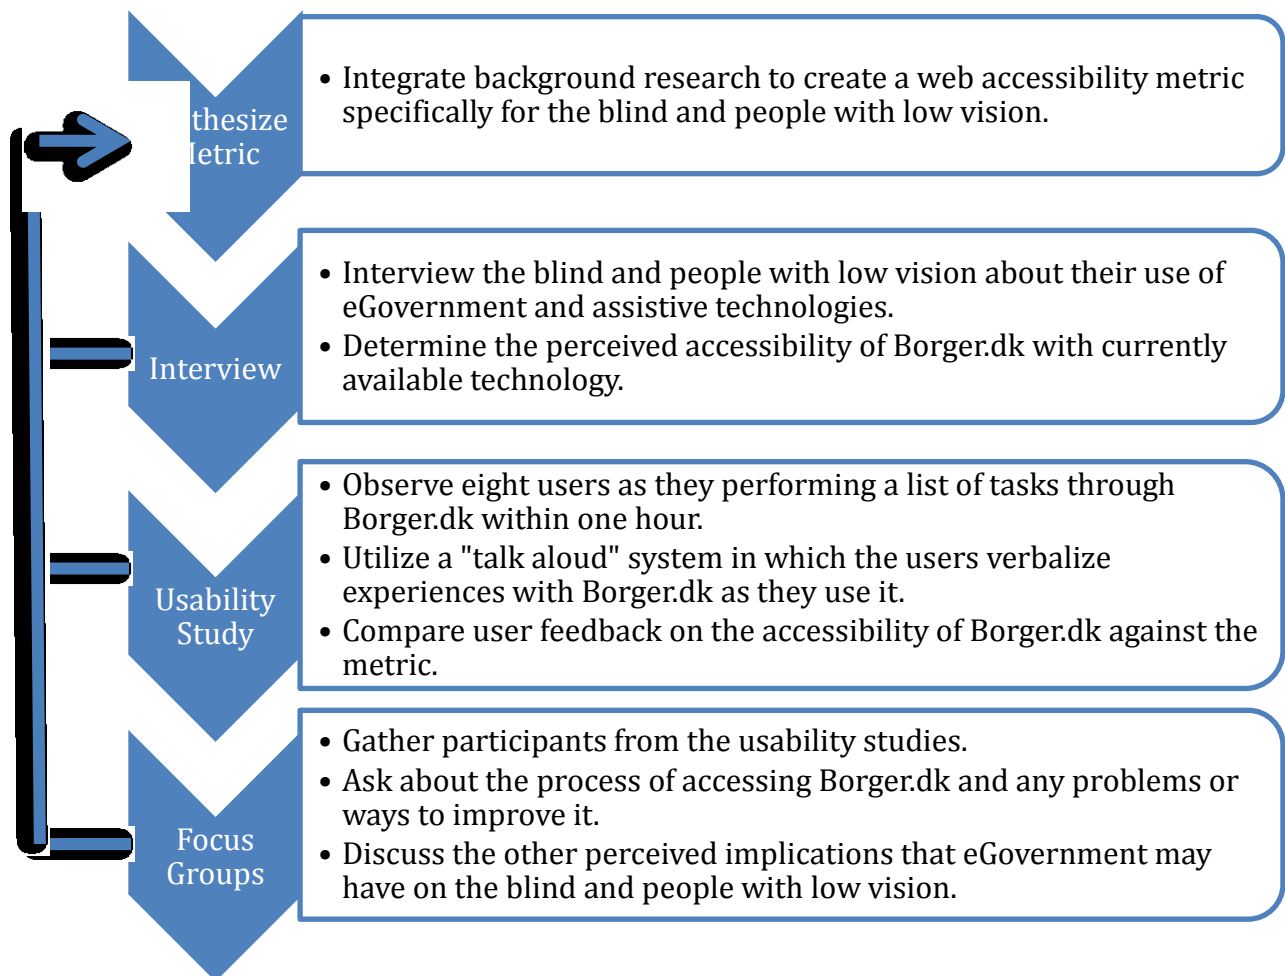 thesize
Metric
• Integrate background research to create a web accessibility metric
specifically for the blind and people with low vision.
Interview
• Interview the blind and people with low vision about their use of
eGovernment and assistive technologies.
• Determine the perceived accessibility of Borger.dk with currently
available technology.
Usability
Study
• Observe eight users as they performing a list of tasks through
Borger.dk within one hour.
• Utilize a "talk aloud" system in which the users verbalize
experiences with Borger.dk as they use it.
• Compare user feedback on the accessibility of Borger.dk against the
metric.
Focus
Groups
• Gather participants from the usability studies.
• Ask about the process of accessing Borger.dk and any problems or
ways to improve it.
• Discuss the other perceived implications that eGovernment may
have on the blind and people with low vision.